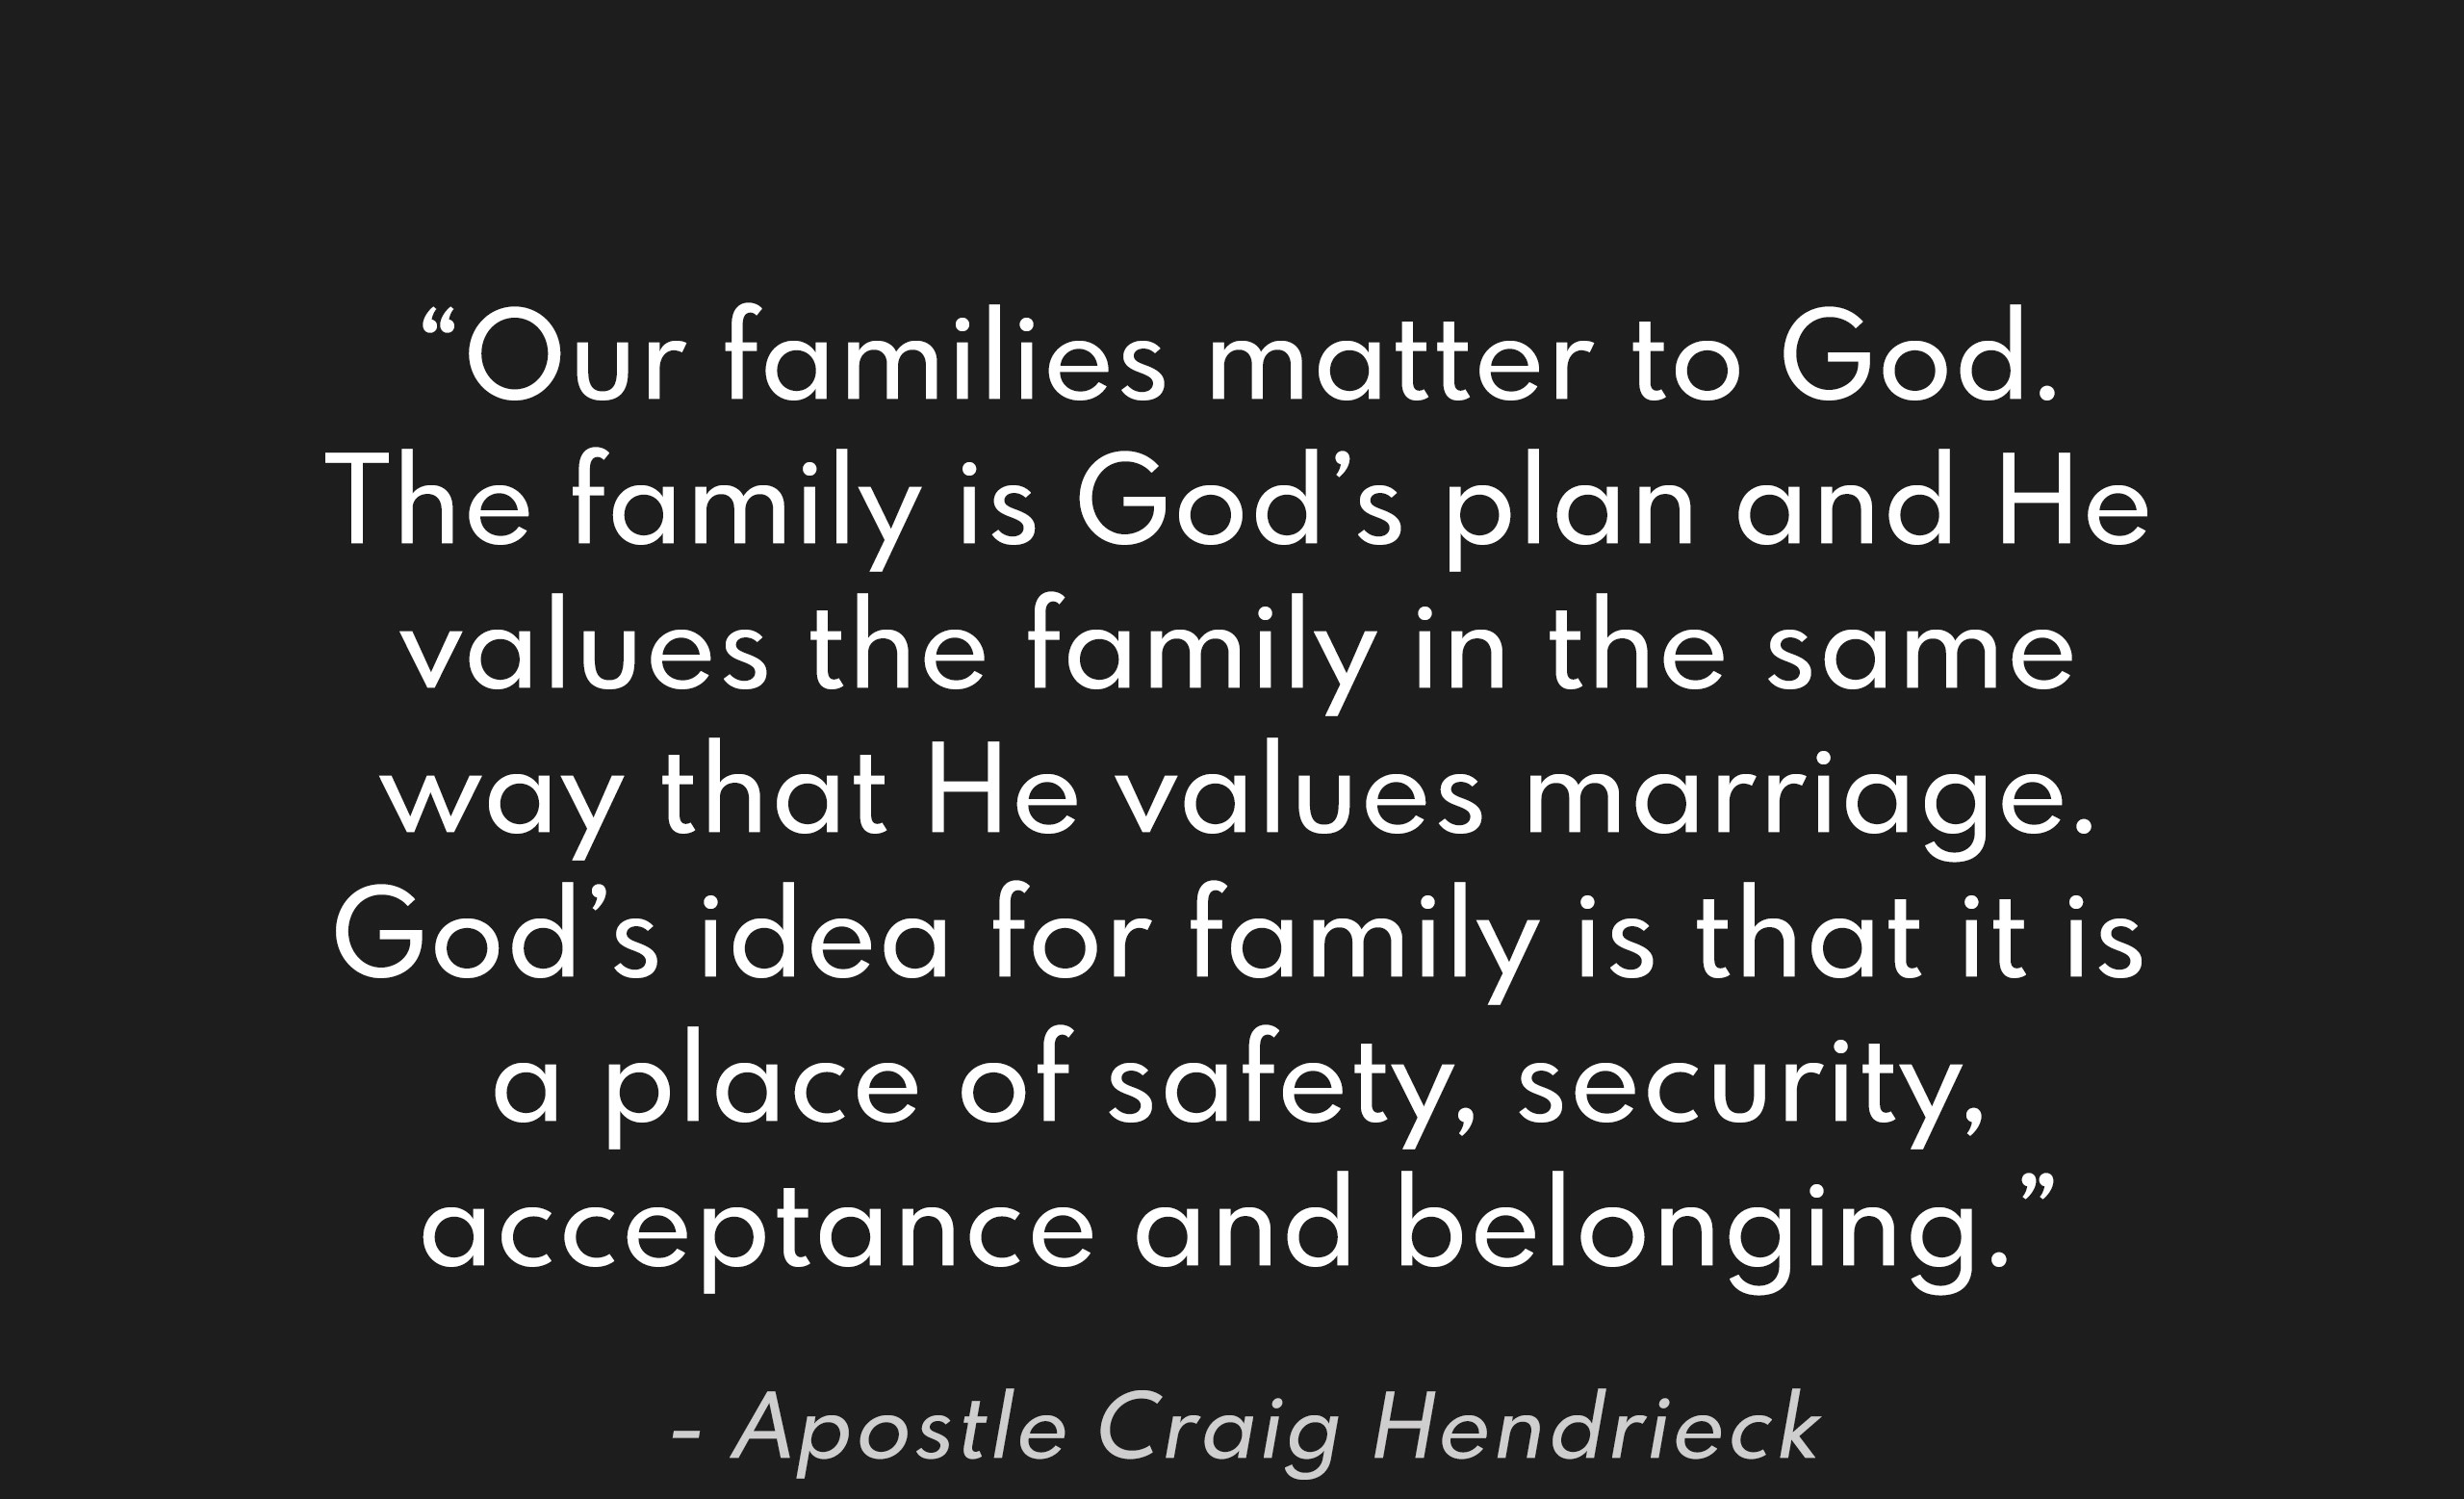 “Our families matter to God.
The family is God’s plan and He
values the family in the same
way that He values marriage.
God’s idea for family is that it is
a place of safety, security,
acceptance and belonging.”
– Apostle Craig Hendrieck